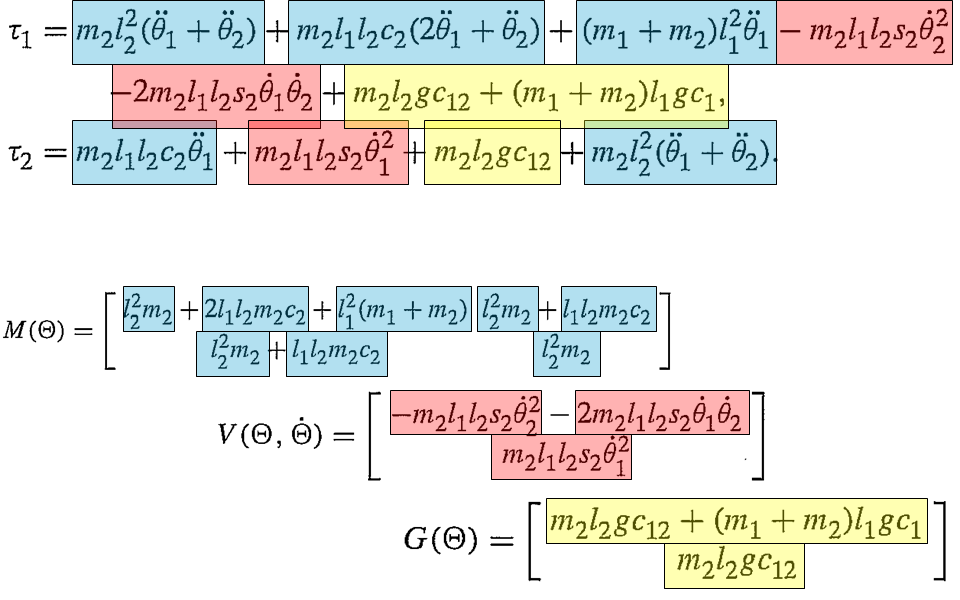 τ₁ = m₂l₂²(θ̈₁ + θ̈₂) + m₂l₁l₂c₂(2θ̈₁ + θ̈₂) + (m₁ + m₂)l₁²θ̈₁ − m₂l₁l₂s₂θ̇₂²
−2m₂l₁l₂s₂θ̇₁θ̇₂ + m₂l₂gc₁₂ + (m₁ + m₂)l₁gc₁,
τ₂ = m₂l₁l₂c₂θ̈₁ + m₂l₁l₂s₂θ̇₁² + m₂l₂gc₁₂ + m₂l₂²(θ̈₁ + θ̈₂).
M(Θ) = [ l₂²m₂ + 2l₁l₂m₂c₂ + l₁²(m₁ + m₂) l₂²m₂ + l₁l₂m₂c₂ ]
l₂²m₂ + l₁l₂m₂c₂ l₂²m₂
V(Θ, Θ̇) = [ −m₂l₁l₂s₂θ̇₂² − 2m₂l₁l₂s₂θ̇₁θ̇₂ ]
m₂l₁l₂s₂θ̇₁²
G(Θ) = [ m₂l₂gc₁₂ + (m₁ + m₂)l₁gc₁ ]
m₂l₂gc₁₂